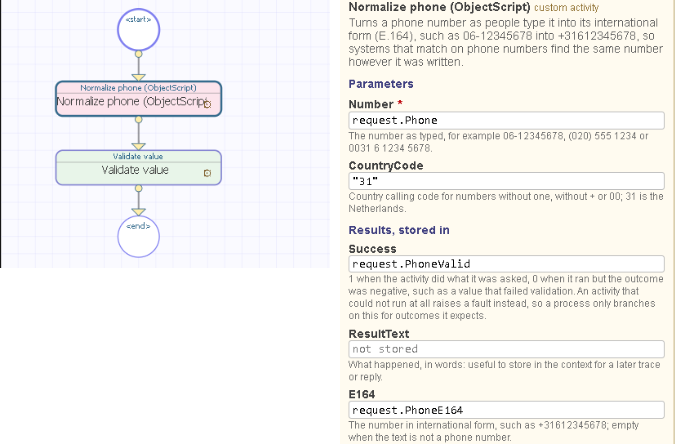 <start>
Normalize phone (ObjectScript)
Normalize phone (ObjectScript)
Validate value
Validate value
<end>
Normalize phone (ObjectScript) custom activity
Turns a phone number as people type it into its international
form (E.164), such as 06-12345678 into +31612345678, so
systems that match on phone numbers find the same number
however it was written.
Parameters
Number *
request.Phone
The number as typed, for example 06-12345678, (020) 555 1234 or
0031 6 1234 5678.
CountryCode
"31"
Country calling code for numbers without one, without + or 00; 31 is the
Netherlands.
Results, stored in
Success
request.PhoneValid
1 when the activity did what it was asked, 0 when it ran but the outcome
was negative, such as a value that failed validation. An activity that
could not run at all raises a fault instead, so a process only branches
on this for outcomes it expects.
ResultText
not stored
What happened, in words: useful to store in the context for a later trace
or reply.
E164
request.PhoneE164
The number in international form, such as +31612345678; empty
when the text is not a phone number.